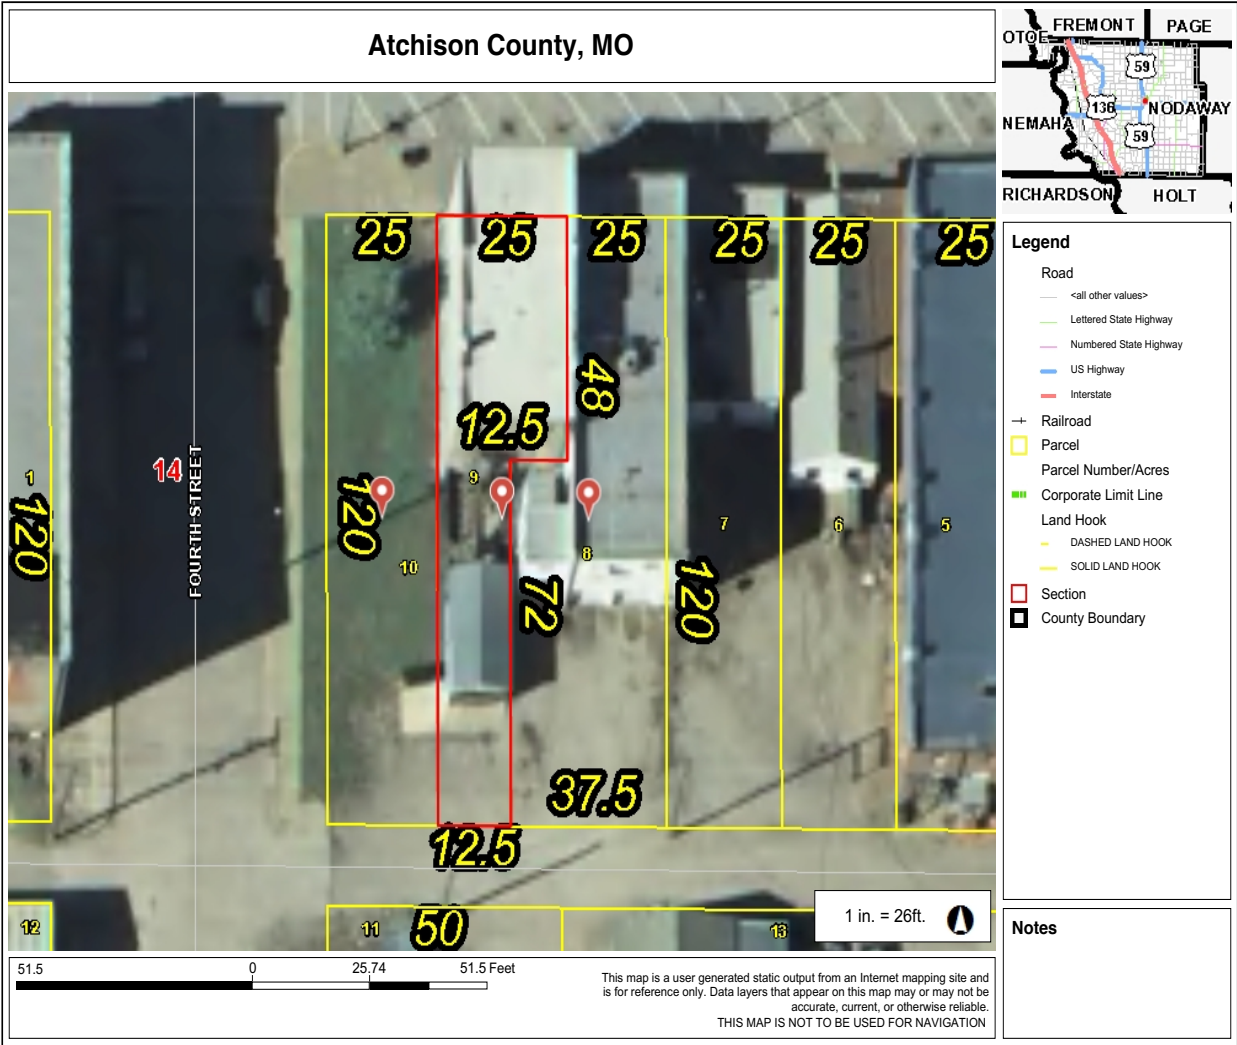 Atchison County, MO
OTOE
FREMONT
PAGE
59
136
NODAWAY
NEMAHA
59
RICHARDSON
HOLT
25
25
25
25
25
25
48
12.5
1
14
FOURTH STREET
120
120
9
7
6
5
8
10
72
120
37.5
12.5
12
11
50
13
1 in. = 26ft.
Legend
Road
<all other values>
Lettered State Highway
Numbered State Highway
US Highway
Interstate
Railroad
Parcel
Parcel Number/Acres
Corporate Limit Line
Land Hook
DASHED LAND HOOK
SOLID LAND HOOK
Section
County Boundary
Notes
51.5 0 25.74 51.5 Feet
This map is a user generated static output from an Internet mapping site and
is for reference only. Data layers that appear on this map may or may not be
accurate, current, or otherwise reliable.
THIS MAP IS NOT TO BE USED FOR NAVIGATION